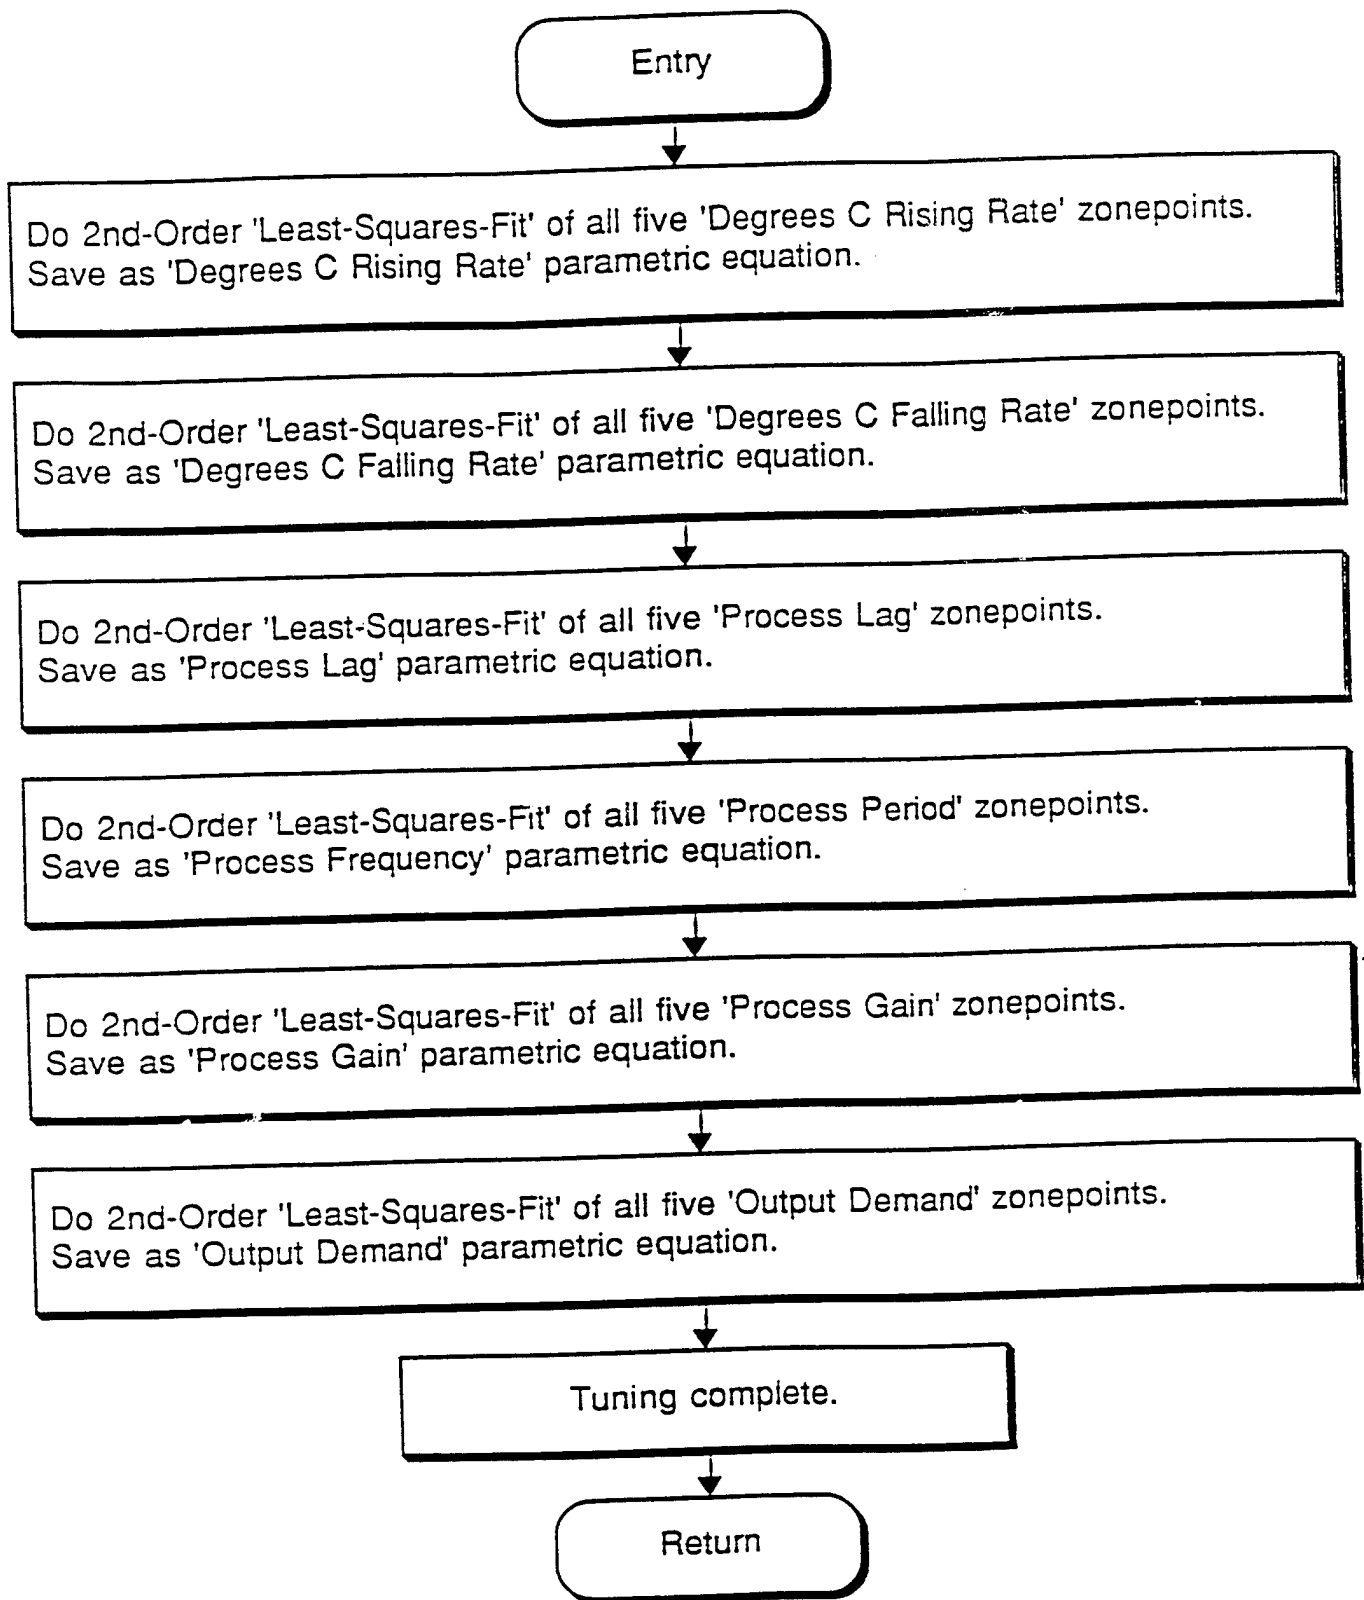 Entry
Do 2nd-Order 'Least-Squares-Fit' of all five 'Degrees C Rising Rate' zonepoints.
Save as 'Degrees C Rising Rate' parametric equation.
Do 2nd-Order 'Least-Squares-Fit' of all five 'Degrees C Falling Rate' zonepoints.
Save as 'Degrees C Falling Rate' parametric equation.
Do 2nd-Order 'Least-Squares-Fit' of all five 'Process Lag' zonepoints.
Save as 'Process Lag' parametric equation.
Do 2nd-Order 'Least-Squares-Fit' of all five 'Process Period' zonepoints.
Save as 'Process Frequency' parametric equation.
Do 2nd-Order 'Least-Squares-Fit' of all five 'Process Gain' zonepoints.
Save as 'Process Gain' parametric equation.
Do 2nd-Order 'Least-Squares-Fit' of all five 'Output Demand' zonepoints.
Save as 'Output Demand' parametric equation.
Tuning complete.
Return